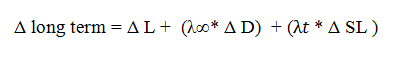 Δ long term = Δ L + (λ∞* Δ D) + (λt * Δ SL )